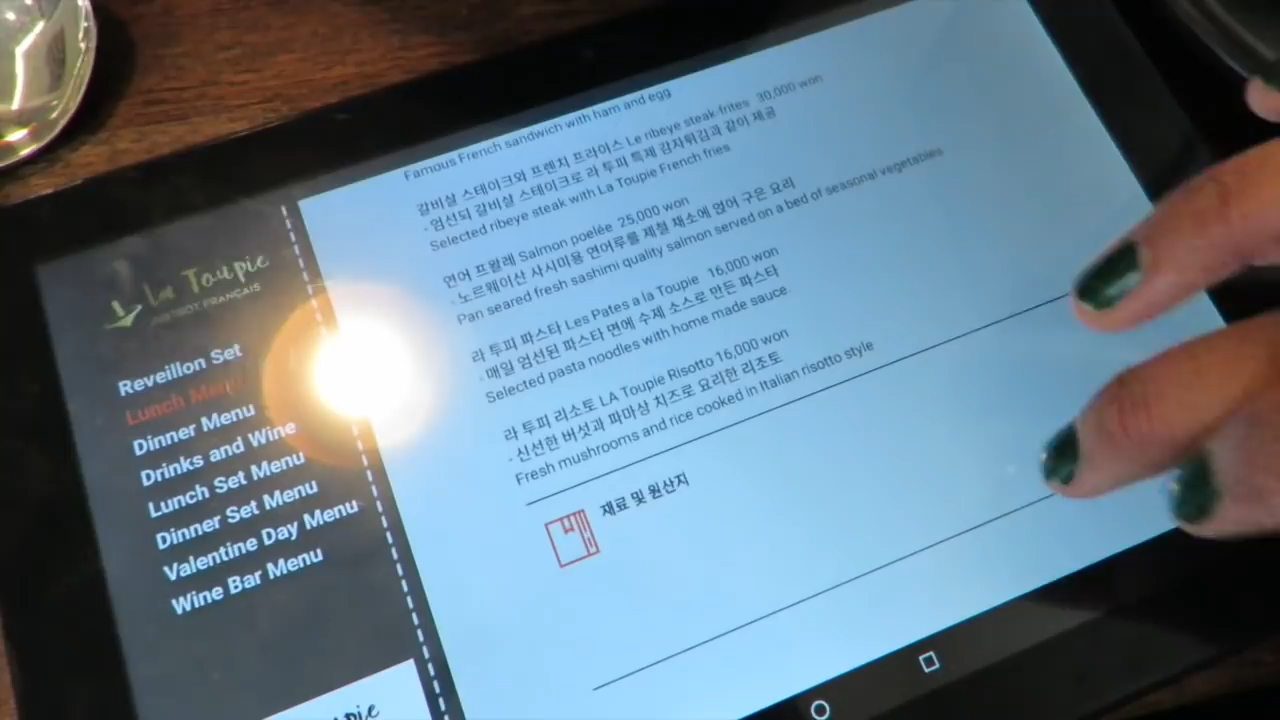 La Toupie
BISTROT FRANÇAIS
Reveillon Set
Lunch Menu
Dinner Menu
Drinks and Wine
Lunch Set Menu
Dinner Set Menu
Valentine Day Menu
Wine Bar Menu
Famous French sandwich with ham and egg
갈비살 스테이크와 프렌치 프라이스 Le ribeye steak-frites 30,000 won
- 엄선되 갈비살 스테이크로 라 투피 특제 감자튀김과 같이 제공
Selected ribeye steak with La Toupie French fries
연어 프왈레 Salmon poelée 25,000 won
- 노르웨이산 사시미용 연어루를 제철 채소에 얹어 구은 요리
Pan seared fresh sashimi quality salmon served on a bed of seasonal vegetables
라 투피 파스타 Les Pates a la Toupie 16,000 won
- 매일 엄선된 파스타 면에 수제 소스로 만든 파스타
Selected pasta noodles with home made sauce
라 투피 리소토 LA Toupie Risotto 16,000 won
- 신선한 버섯과 파마상 치즈로 요리한 리조토
Fresh mushrooms and rice cooked in Italian risotto style
재료 및 원산지
pie